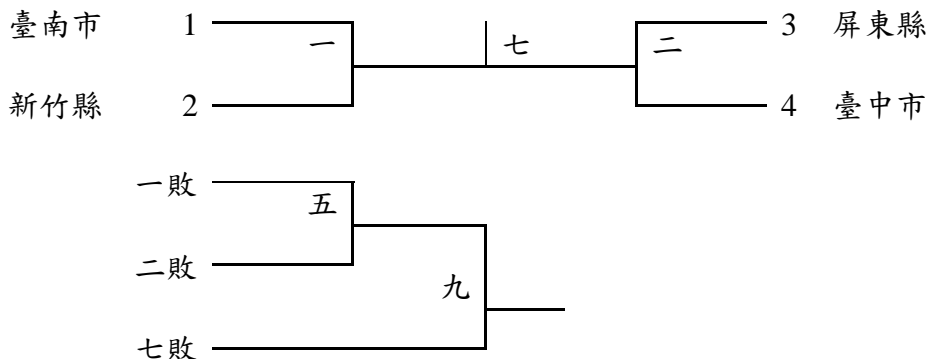 臺南市 1 一 七 二 3 屏東縣
新竹縣 2 4 臺中市
一敗
五
二敗
九
七敗